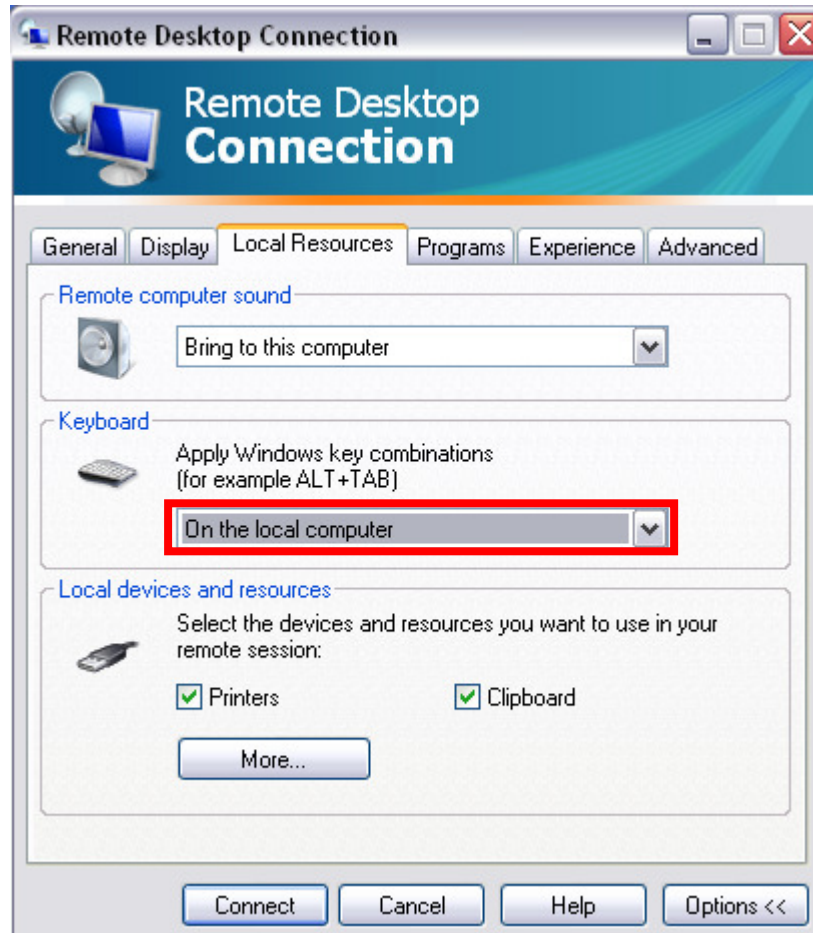 Remote Desktop Connection
Remote Desktop
Connection
General Display Local Resources Programs Experience Advanced
Remote computer sound
Bring to this computer
Keyboard
Apply Windows key combinations
(for example ALT+TAB)
On the local computer
Local devices and resources
Select the devices and resources you want to use in your
remote session:
Printers Clipboard
More...
Connect Cancel Help Options <<